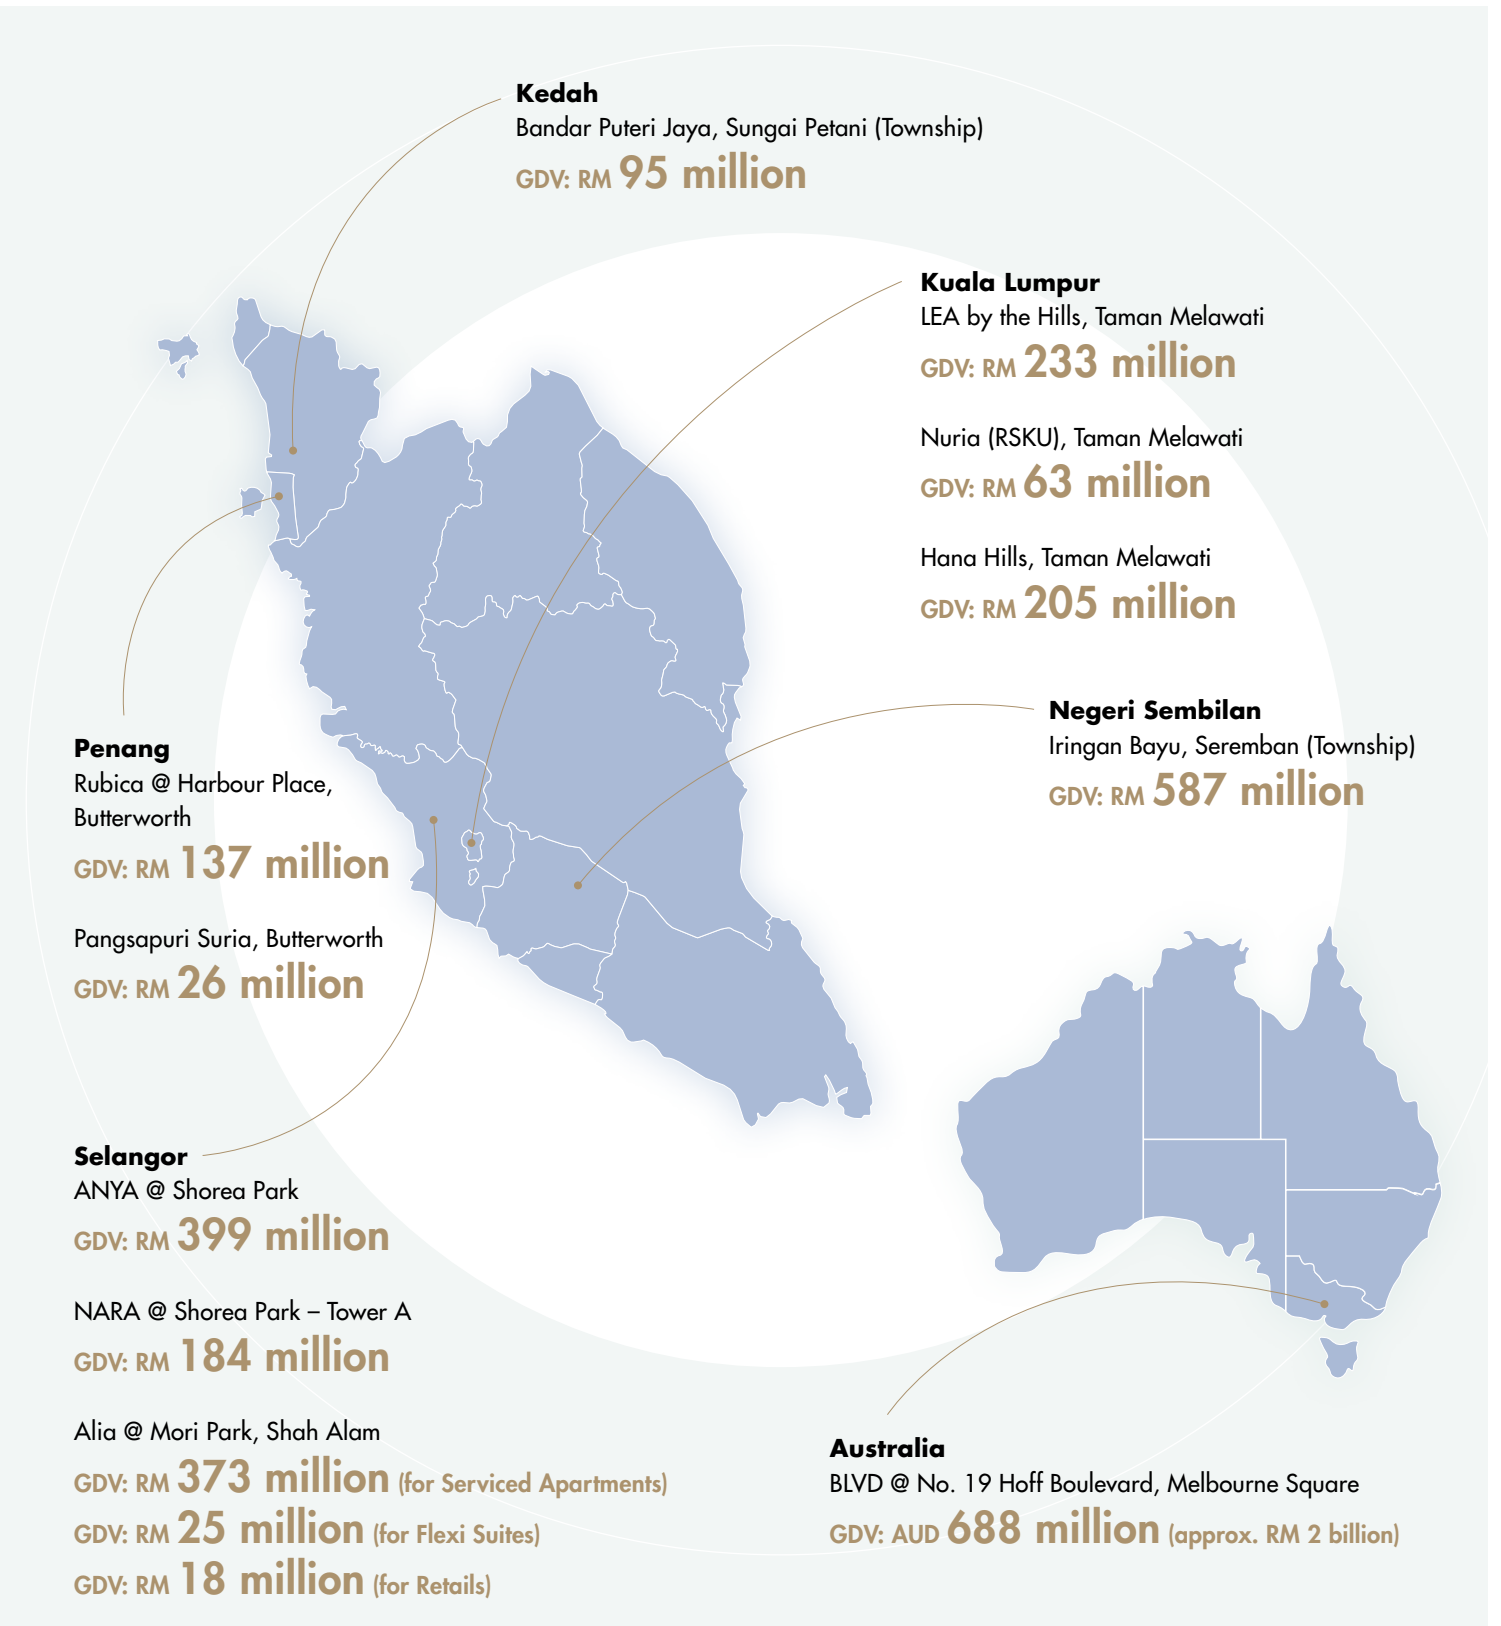 Kedah
Bandar Puteri Jaya, Sungai Petani (Township)
GDV: RM 95 million
Kuala Lumpur
LEA by the Hills, Taman Melawati
GDV: RM 233 million
Nuria (RSKU), Taman Melawati
GDV: RM 63 million
Hana Hills, Taman Melawati
GDV: RM 205 million
Negeri Sembilan
Iringan Bayu, Seremban (Township)
GDV: RM 587 million
Penang
Rubica @ Harbour Place,
Butterworth
GDV: RM 137 million
Pangsapuri Suria, Butterworth
GDV: RM 26 million
Selangor
ANYA @ Shorea Park
GDV: RM 399 million
NARA @ Shorea Park – Tower A
GDV: RM 184 million
Alia @ Mori Park, Shah Alam
GDV: RM 373 million (for Serviced Apartments)
GDV: RM 25 million (for Flexi Suites)
GDV: RM 18 million (for Retails)
Australia
BLVD @ No. 19 Hoff Boulevard, Melbourne Square
GDV: AUD 688 million (approx. RM 2 billion)